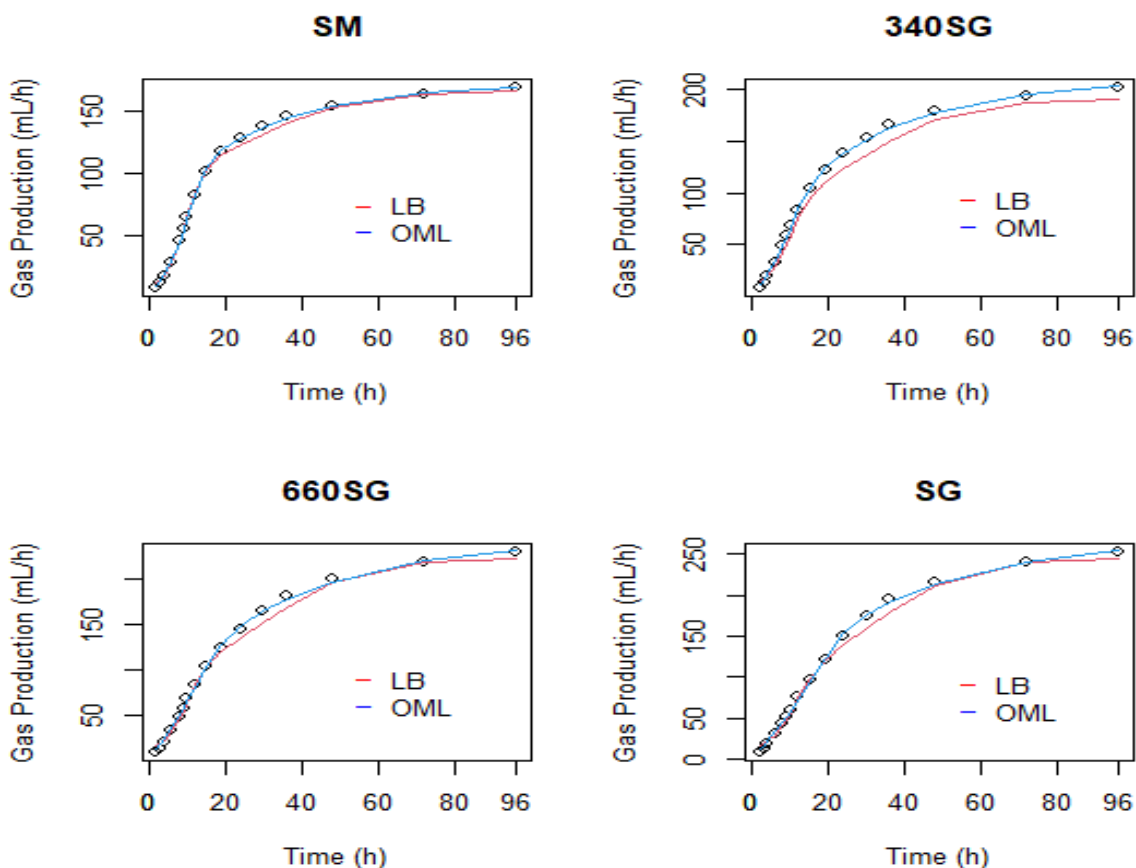 SM
Gas Production (mL/h)
150
100
50
LB
OML
0 20 40 60 80 96
Time (h)
340SG
Gas Production (mL/h)
200
100
50
LB
OML
0 20 40 60 80 96
Time (h)
660SG
Gas Production (mL/h)
150
50
LB
OML
0 20 40 60 80 96
Time (h)
SG
Gas Production (mL/h)
250
150
50
0
LB
OML
0 20 40 60 80 96
Time (h)